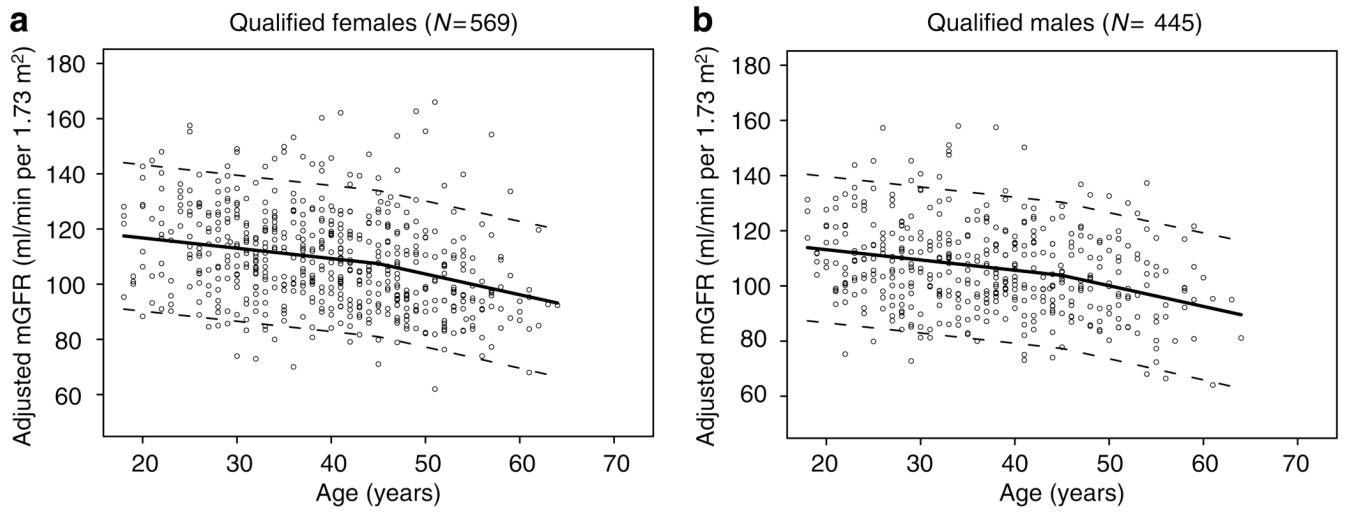 a
Qualified females (N=569)
Adjusted mGFR (ml/min per 1.73 m²)
180
160
140
120
100
80
60
20 30 40 50 60 70
Age (years)
b
Qualified males (N= 445)
Adjusted mGFR (ml/min per 1.73 m²)
180
160
140
120
100
80
60
20 30 40 50 60 70
Age (years)